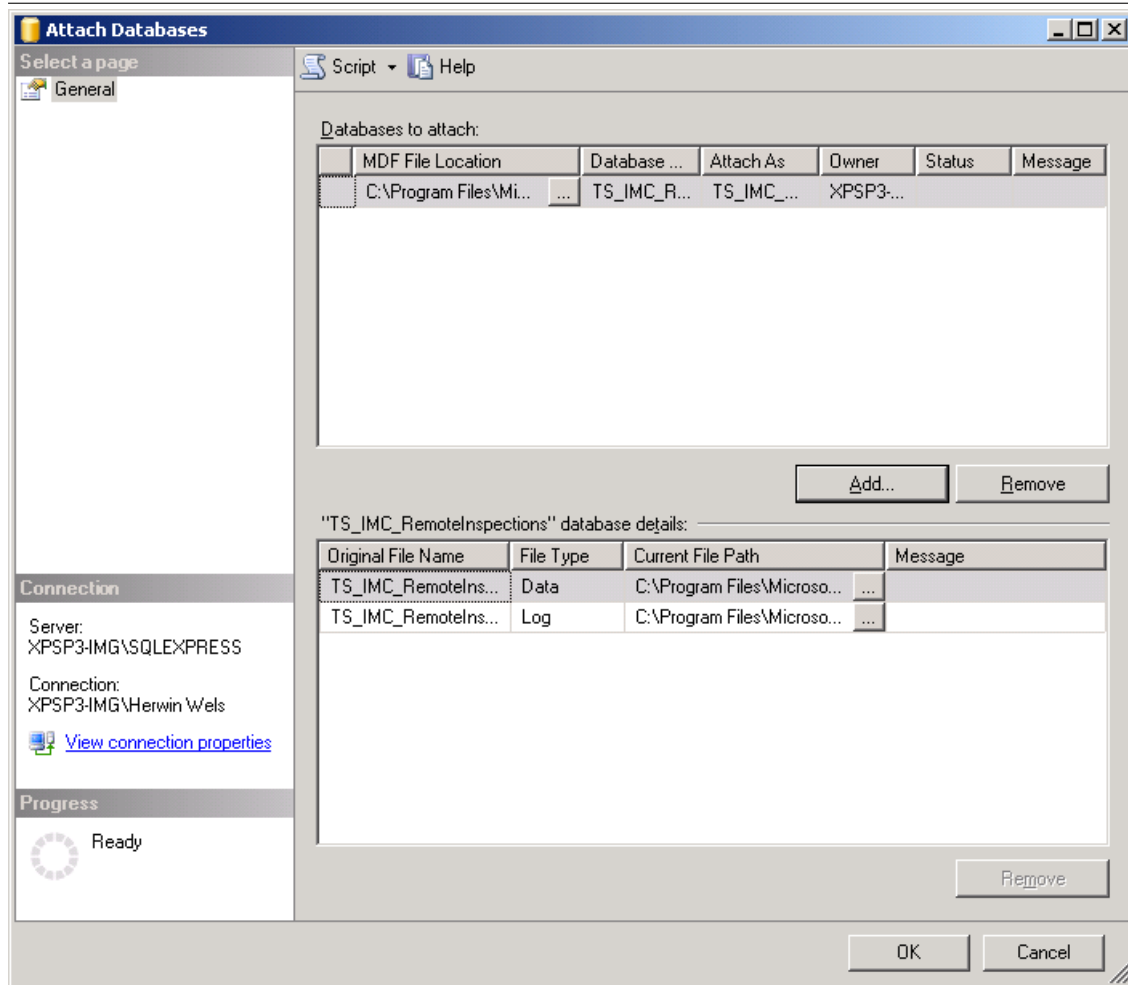 Attach Databases
Select a page
General
Script
Help
Databases to attach:
MDF File Location Database ... Attach As Owner Status Message
C:\Program Files\Mi... ... TS_IMC_R... TS_IMC_... XPSP3-...
Add... Remove
"TS_IMC_RemoteInspections" database details:
Original File Name File Type Current File Path Message
TS_IMC_RemoteIns... Data C:\Program Files\Microso... ...
TS_IMC_RemoteIns... Log C:\Program Files\Microso... ...
Remove
Connection
Server:
XPSP3-IMG\SQLEXPRESS
Connection:
XPSP3-IMG\Herwin Wels
View connection properties
Progress
Ready
OK Cancel